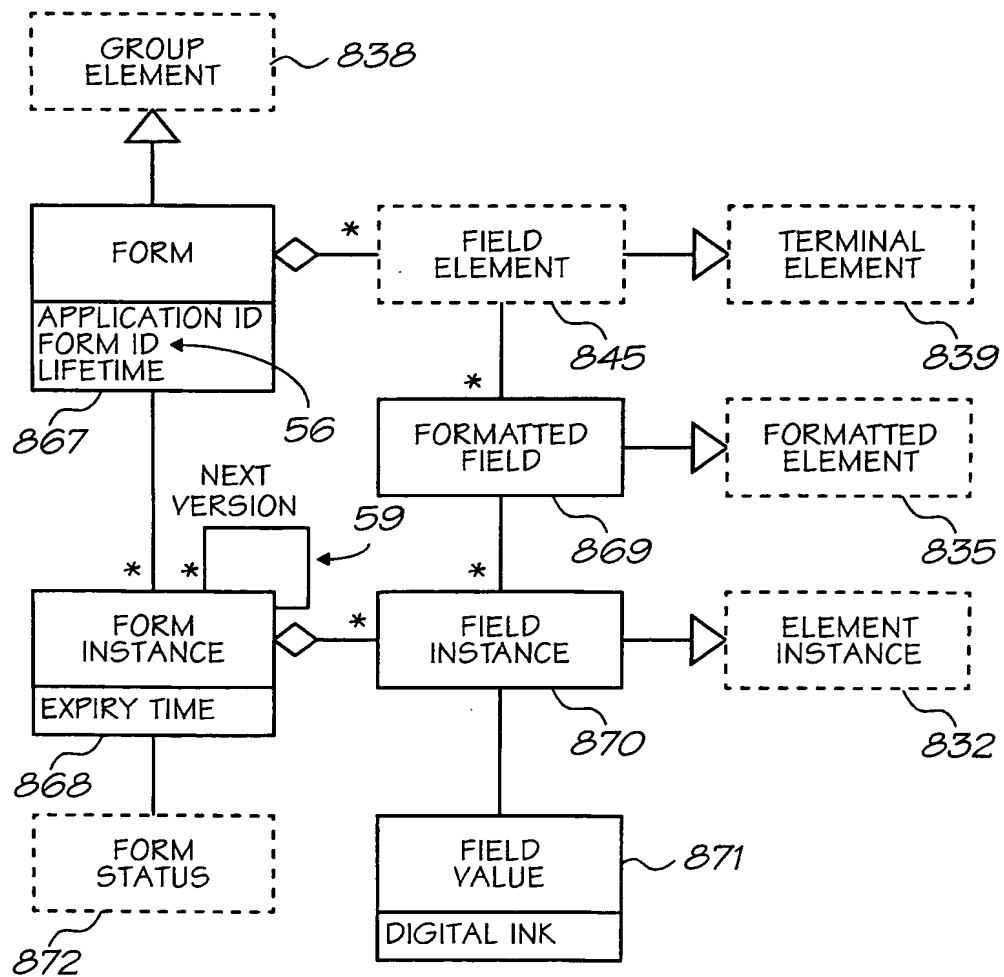 GROUP
ELEMENT
838
FORM
*
FIELD
ELEMENT
TERMINAL
ELEMENT
APPLICATION ID
FORM ID
LIFETIME
845
839
867
56
*
FORMATTED
FIELD
FORMATTED
ELEMENT
NEXT
VERSION
59
869
835
*
*
*
FORM
INSTANCE
*
FIELD
INSTANCE
ELEMENT
INSTANCE
EXPIRY TIME
870
832
868
FORM
STATUS
FIELD
VALUE
871
DIGITAL INK
872